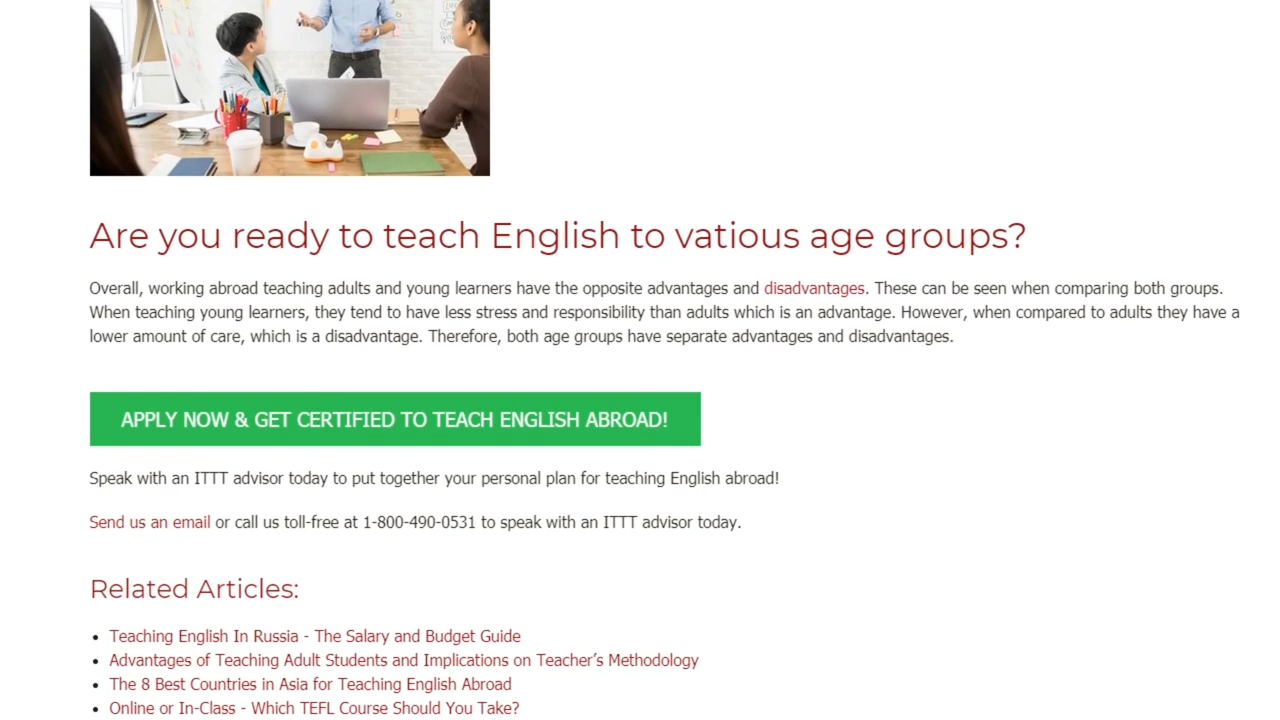 Are you ready to teach English to vatious age groups?
Overall, working abroad teaching adults and young learners have the opposite advantages and disadvantages. These can be seen when comparing both groups.
When teaching young learners, they tend to have less stress and responsibility than adults which is an advantage. However, when compared to adults they have a
lower amount of care, which is a disadvantage. Therefore, both age groups have separate advantages and disadvantages.
APPLY NOW & GET CERTIFIED TO TEACH ENGLISH ABROAD!
Speak with an ITTT advisor today to put together your personal plan for teaching English abroad!
Send us an email or call us toll-free at 1-800-490-0531 to speak with an ITTT advisor today.
Related Articles:
• Teaching English In Russia - The Salary and Budget Guide
• Advantages of Teaching Adult Students and Implications on Teacher’s Methodology
• The 8 Best Countries in Asia for Teaching English Abroad
• Online or In-Class - Which TEFL Course Should You Take?